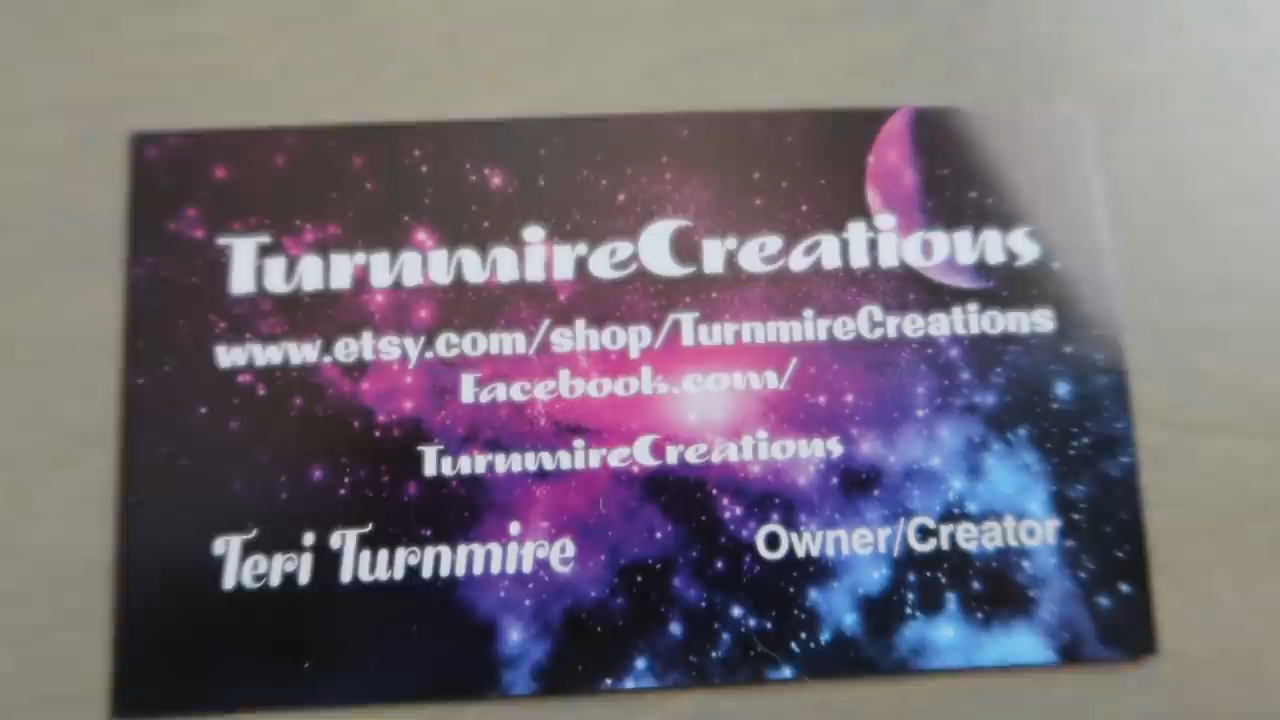 TurnmireCreations
www.etsy.com/shop/TurnmireCreations
Facebook.com/
TurnmireCreations
Teri Turnmire Owner/Creator